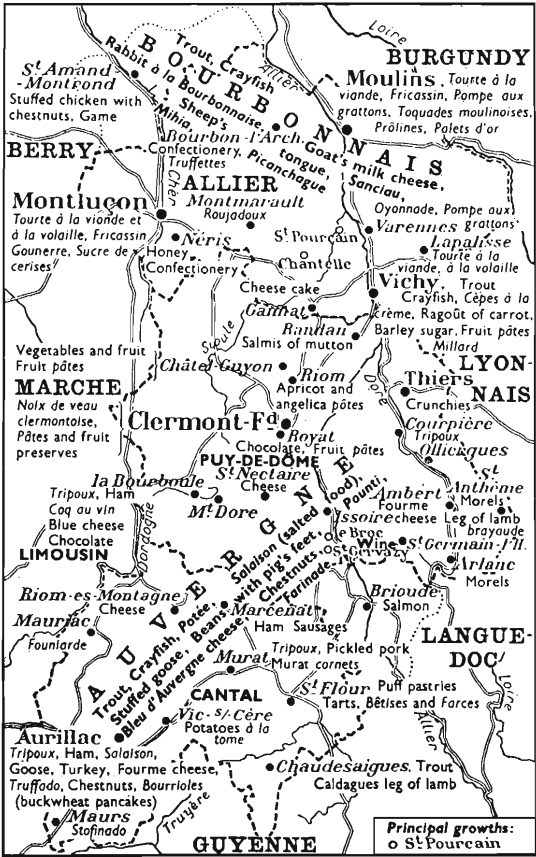 Loire
BURGUNDY
BOURBONNAIS
Trout, Crayfish
Allier
Rabbit à la Bourbonnaise,
Sheep's
tongue,
Picanchague
Goat's milk cheese,
Sanciau,
St Amand-
Montrond
Stuffed chicken with
chestnuts, Game
Moulins, Tourte à la
viande, Fricassin, Pompe aux
grattons, Toquades moulinoises,
Prôlines, Palets d'or
Bourbon-l'Arch
Confectionery,
Truffettes
BERRY
Cher
ALLIER
Montmarault
Roujadoux
Montluçon
Tourte à la vionde et
à la volaille, Fricassin
Gounerre, Sucre de
cerises
Néris
Honey
Confectionery
St Pourçain
Chantelle
Cheese cake
Oyonnade, Pompe aux
grattons
Varennes
Lapalisse
Tourte à la
viande, à la volaille
Vichy, Trout
Crayfish, Cèpes à la
crème, Ragoût of carrot,
Barley sugar, Fruit pâtes
Millard
Gannat
Randan
Salmis of mutton
Sioule
Vegetables and fruit
Fruit pâtes
MARCHE
Noix de veau
clermontoise,
Pâtes and fruit
preserves
Châtel-Guyon
Riom
Apricot and
angelica pâtes
LYON-
NAIS
Thiers
Crunchies
Dore
Clermont-Fd
Royat
Chocolate, Fruit pâtes
Courpière
Tripoux
Olliergues
PUY-DE-DÔME
St Nectaire
Cheese
la Bourboule
Mt Dore
Tripoux, Ham
Coq au vin
Blue cheese
Chocolate
LIMOUSIN
Dordogne
Ambert
Fourme
cheese
St
Anthème
Morels
Leg of lamb
brayaude
Issoire
le Broc
Wine
St Gervazy
St Germain-l'H.
Arlanc
Morels
AUVERGNE
Salaison (salted food), Pounti,
Trout, Crayfish, Potée
Stuffed goose, Beans with pig's feet,
Bleu d'Auvergne cheese, Chestnuts,
Farinade
Riom-es-Montagne
Cheese
Mauriac
Founiarde
Marcenat
Ham Sausages
Brioude
Salmon
LANGUE-
DOC
Murat
Tripoux, Pickled pork
Murat cornets
CANTAL
St Flour
Puff pastries
Tarts, Bêtises and Farces
Loire
Allier
Vic-s/-Cère
Potatoes à la
tome
Aurillac
Tripoux, Ham, Salaison,
Goose, Turkey, Fourme cheese,
Truffado, Chestnuts, Bourrioles
(buckwheat pancakes)
Chaudesaigues, Trout
Caldagues leg of lamb
Maurs
Stofinado
Truyère
GUYENNE
Principal growths:
o St Pourçain